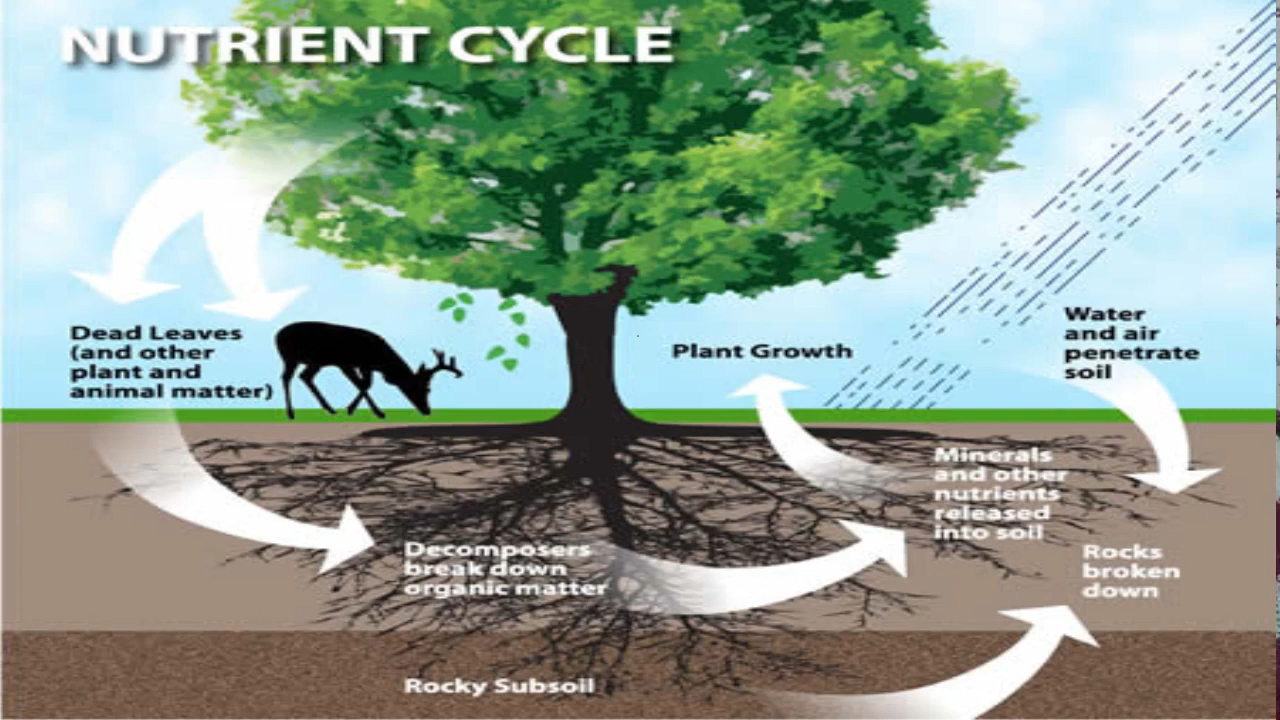 NUTRIENT CYCLE
Dead Leaves
(and other
plant and
animal matter)
Plant Growth
Water
and air
penetrate
soil
Decomposers
break down
organic matter
Minerals
and other
nutrients
released
into soil
Rocks
broken
down
Rocky Subsoil